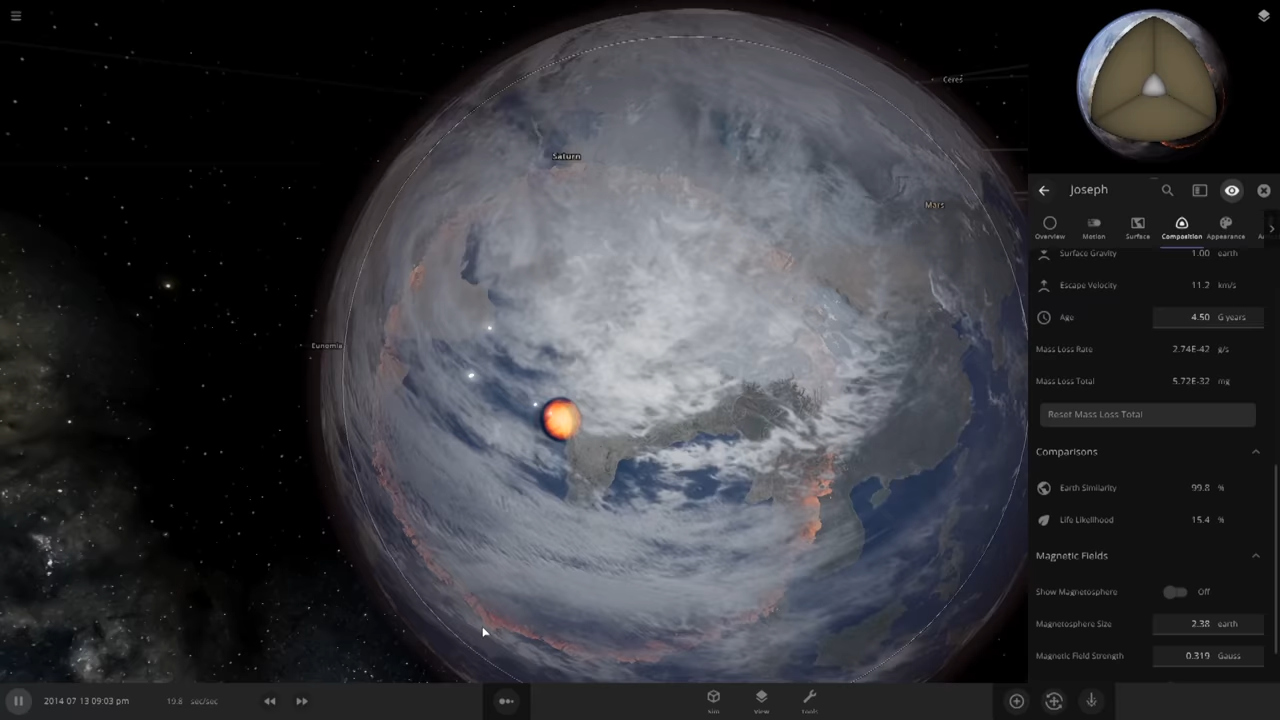 Ceres
Saturn
Mars
Eunomia
Joseph
Overview
Motion
Surface
Composition
Appearance
Surface Gravity 1.00 earth
Escape Velocity 11.2 km/s
Age 4.50 G years
Mass Loss Rate 2.74E-42 g/s
Mass Loss Total 5.72E-32 mg
Reset Mass Loss Total
Comparisons
Earth Similarity 99.8 %
Life Likelihood 15.4 %
Magnetic Fields
Show Magnetosphere Off
Magnetosphere Size 2.38 earth
Magnetic Field Strength 0.319 Gauss
2014 07 13 09:03 pm
19.8 sec/sec
Sim
View
Tools